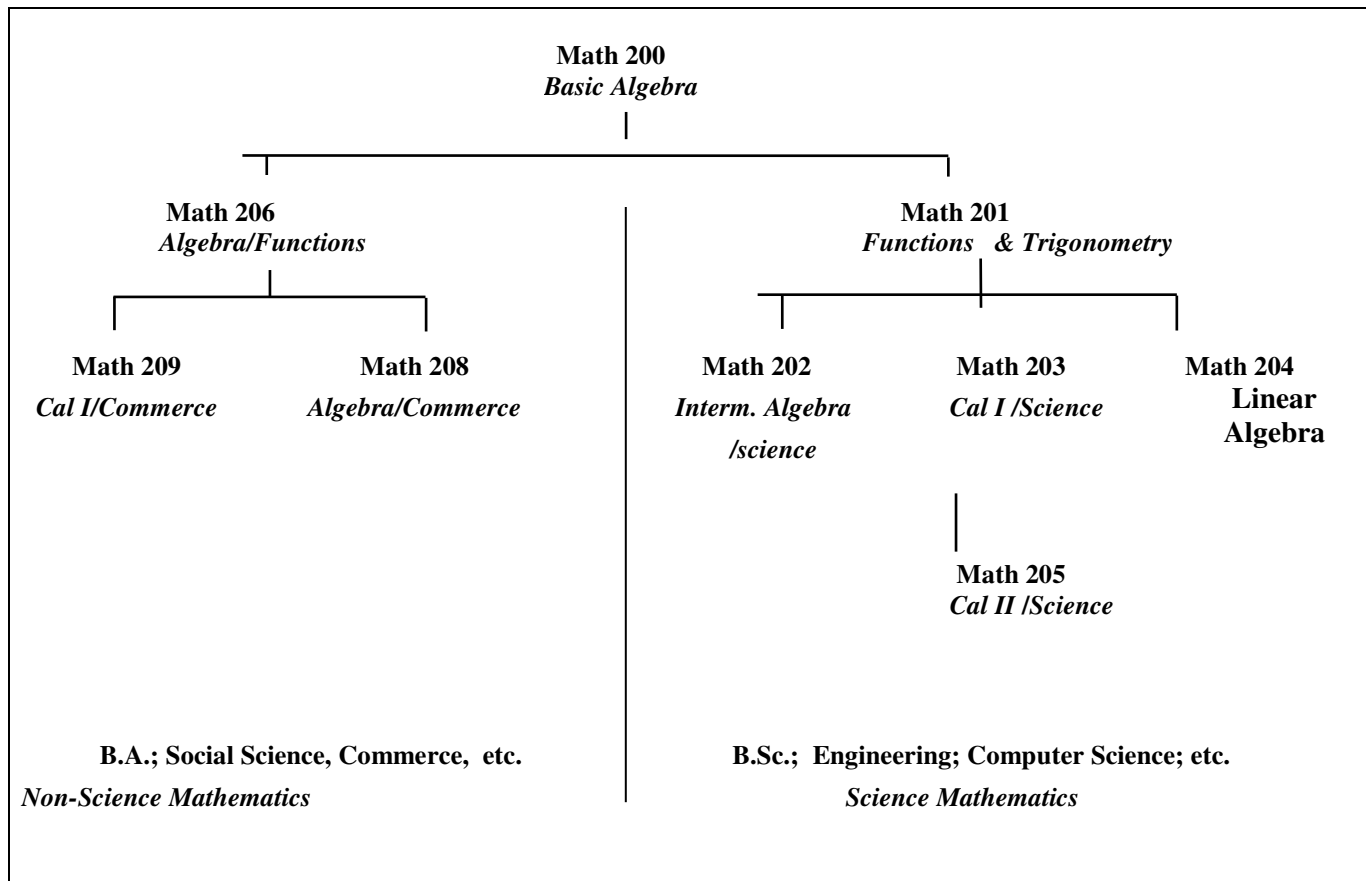 Math 200
Basic Algebra
Math 206
Algebra/Functions
Math 201
Functions & Trigonometry
Math 209
Cal I/Commerce
Math 208
Algebra/Commerce
Math 202
Interm. Algebra
/science
Math 203
Cal I /Science
Math 204
Linear
Algebra
Math 205
Cal II /Science
B.A.; Social Science, Commerce, etc.
Non-Science Mathematics
B.Sc.; Engineering; Computer Science; etc.
Science Mathematics